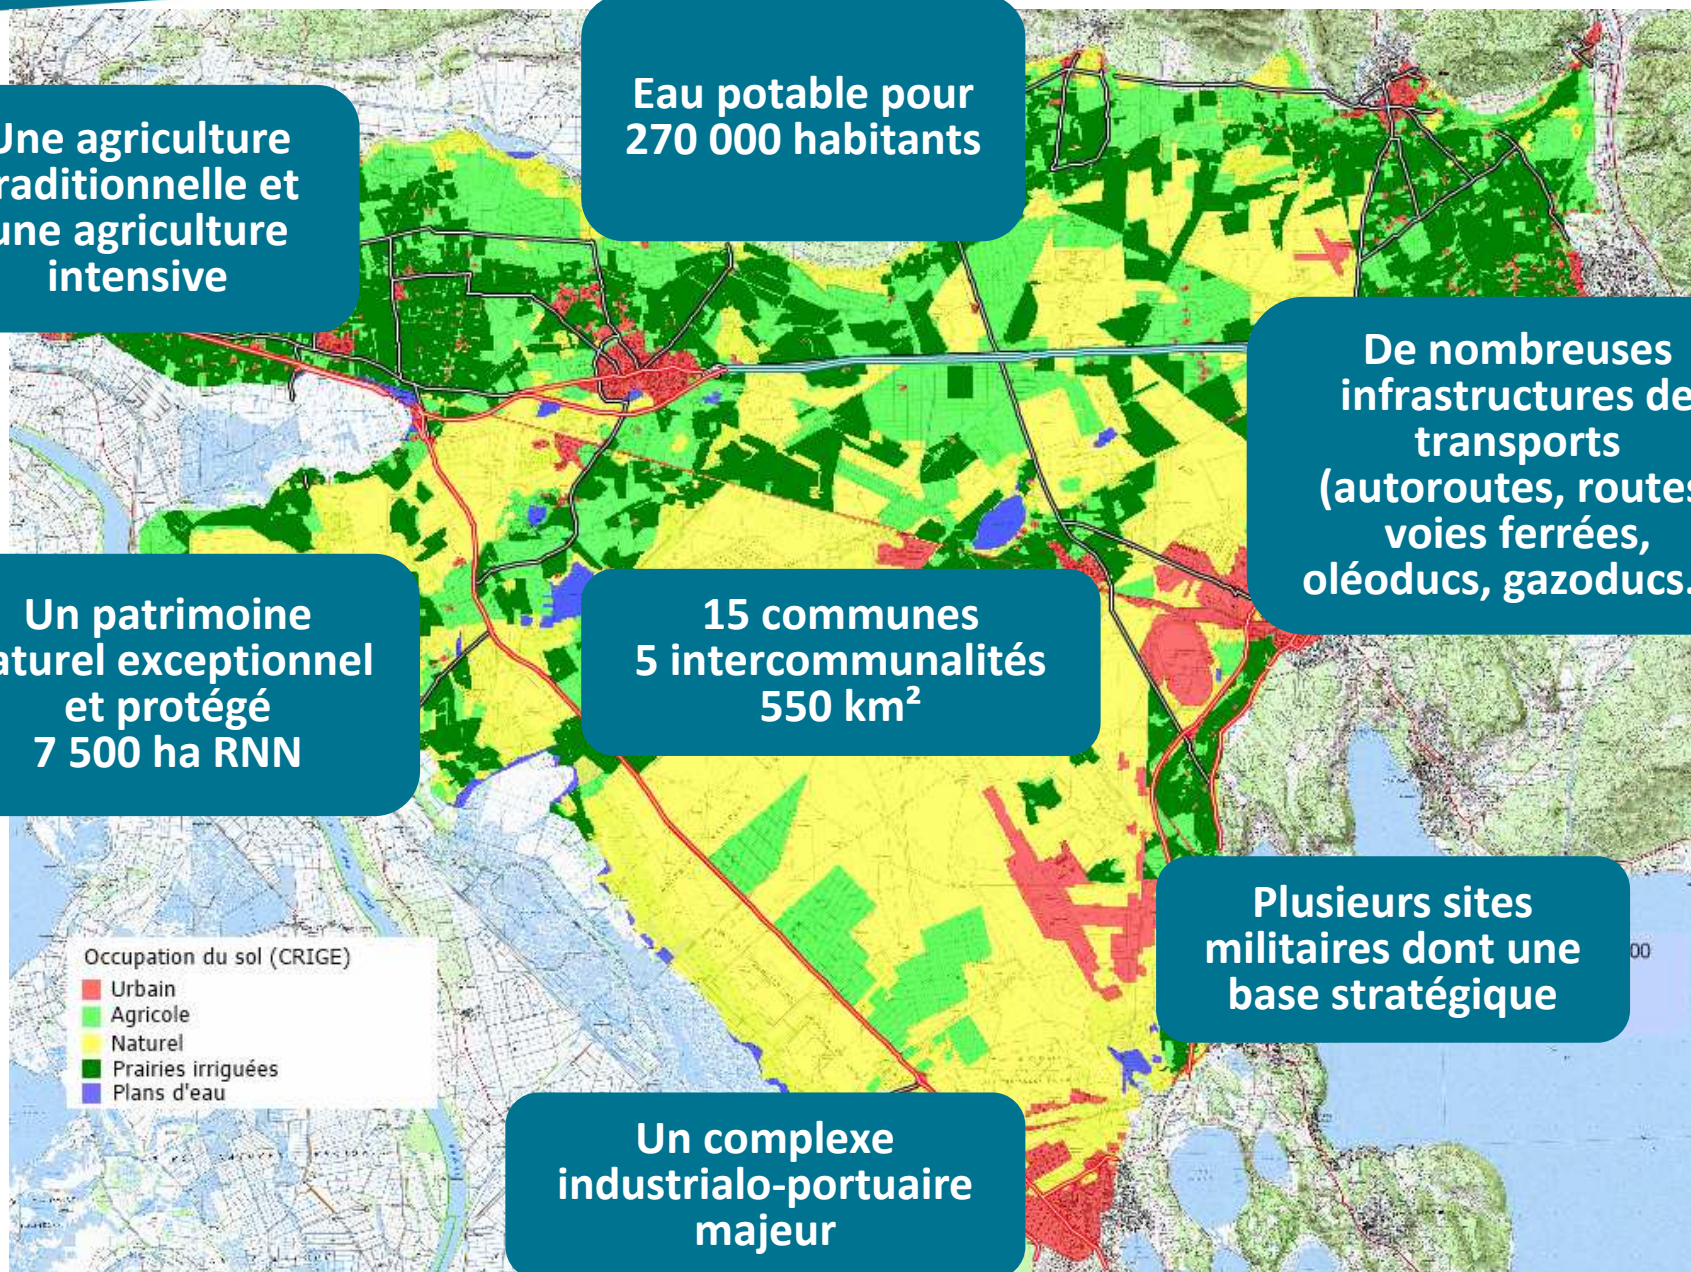 Eau potable pour
270 000 habitants
Une agriculture
raditionnelle et
une agriculture
intensive
De nombreuses
infrastructures de
transports
(autoroutes, routes
voies ferrées,
oléoducs, gazoducs.
Un patrimoine
aturel exceptionnel
et protégé
7 500 ha RNN
15 communes
5 intercommunalités
550 km²
Plusieurs sites
militaires dont une
base stratégique
00
Occupation du sol (CRIGE)
Urbain
Agricole
Naturel
Prairies irriguées
Plans d'eau
Un complexe
industrialo-portuaire
majeur